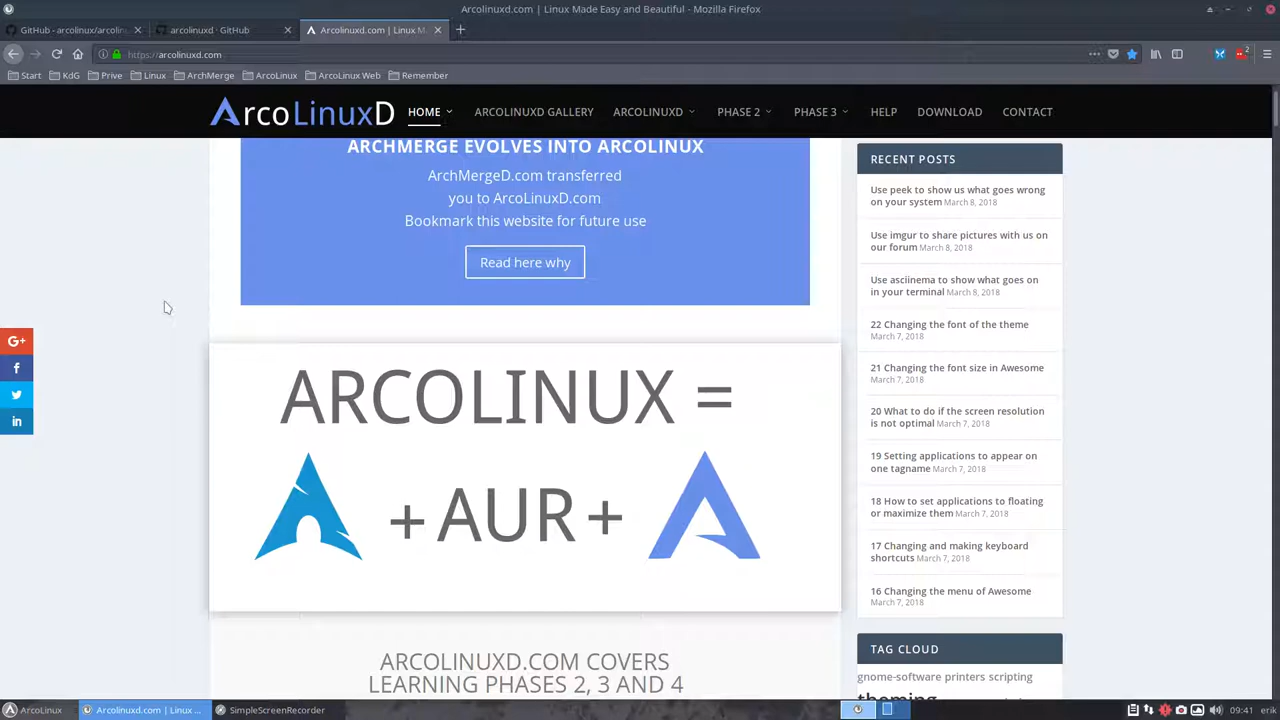 Arcolinuxd.com | Linux Made Easy and Beautiful - Mozilla Firefox
GitHub - arcolinux/arcolin
arcolinuxd · GitHub
Arcolinuxd.com | Linux M
https://arcolinuxd.com
2
Start
KdG
Prive
Linux
ArchMerge
ArcoLinux
ArcoLinux Web
Remember
ArcoLinuxD
HOME
ARCOLINUXD GALLERY
ARCOLINUXD
PHASE 2
PHASE 3
HELP
DOWNLOAD
CONTACT
ARCHMERGE EVOLVES INTO ARCOLINUX
ArchMergeD.com transferred
you to ArcoLinuxD.com
Bookmark this website for future use
Read here why
G+
f
in
ARCOLINUX =
+ AUR +
ARCOLINUXD.COM COVERS
LEARNING PHASES 2, 3 AND 4
RECENT POSTS
Use peek to show us what goes wrong
on your system March 8, 2018
Use imgur to share pictures with us on
our forum March 8, 2018
Use asciinema to show what goes on
in your terminal March 8, 2018
22 Changing the font of the theme
March 7, 2018
21 Changing the font size in Awesome
March 7, 2018
20 What to do if the screen resolution
is not optimal March 7, 2018
19 Setting applications to appear on
one tagname March 7, 2018
18 How to set applications to floating
or maximize them March 7, 2018
17 Changing and making keyboard
shortcuts March 7, 2018
16 Changing the menu of Awesome
March 7, 2018
TAG CLOUD
gnome-software printers scripting
theming
ArcoLinux
Arcolinuxd.com | Linux ...
SimpleScreenRecorder
09:41
erik